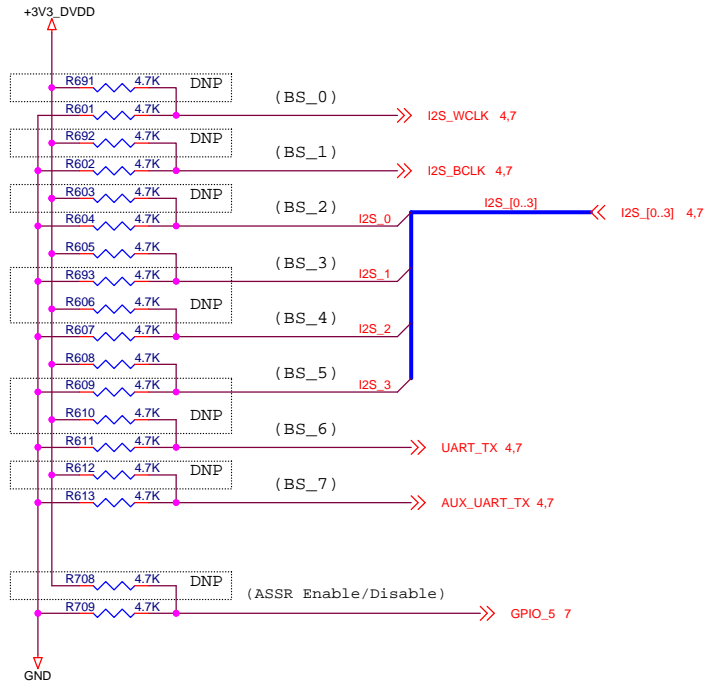 +3V3_DVDD
R691 4.7K DNP
(BS_0)
R601 4.7K
I2S_WCLK 4,7
R692 4.7K DNP
(BS_1)
R602 4.7K
I2S_BCLK 4,7
R603 4.7K DNP
(BS_2)
I2S_[0..3]
I2S_[0..3] 4,7
R604 4.7K I2S_0
R605 4.7K
(BS_3)
R693 4.7K I2S_1
DNP
R606 4.7K
(BS_4)
R607 4.7K I2S_2
R608 4.7K
(BS_5)
R609 4.7K I2S_3
R610 4.7K DNP
(BS_6)
R611 4.7K
UART_TX 4,7
R612 4.7K DNP
(BS_7)
R613 4.7K
AUX_UART_TX 4,7
R708 4.7K DNP
(ASSR Enable/Disable)
R709 4.7K
GPIO_5 7
GND